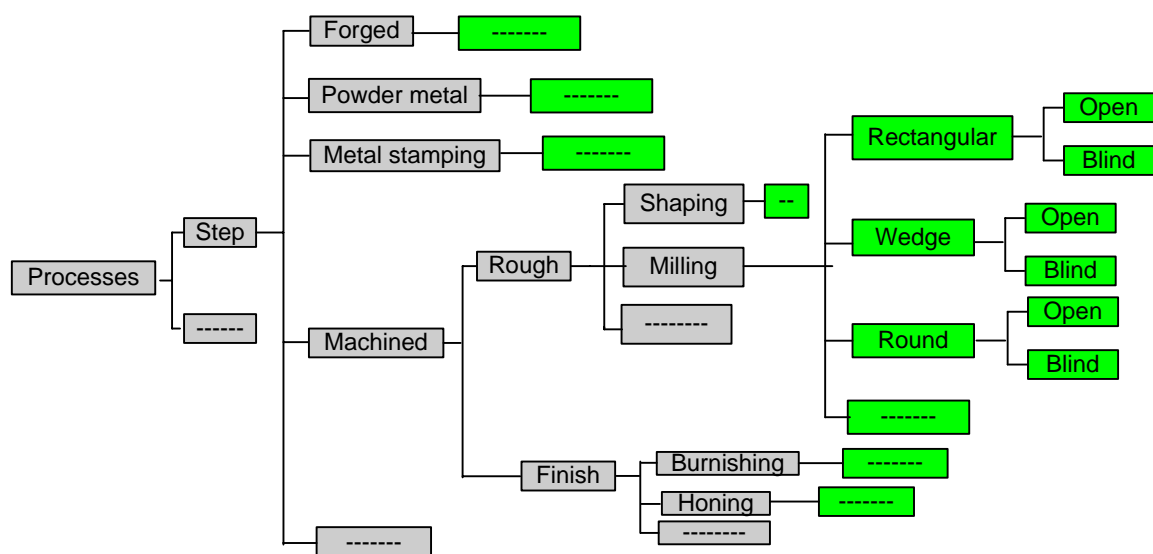 Forged
-------
Powder metal
-------
Metal stamping
-------
Open
Rectangular
Blind
Shaping
--
Step
Open
Wedge
Blind
Rough
Milling
Processes
------
--------
Open
Machined
Round
Blind
-------
Burnishing
-------
Finish
Honing
-------
--------
-------